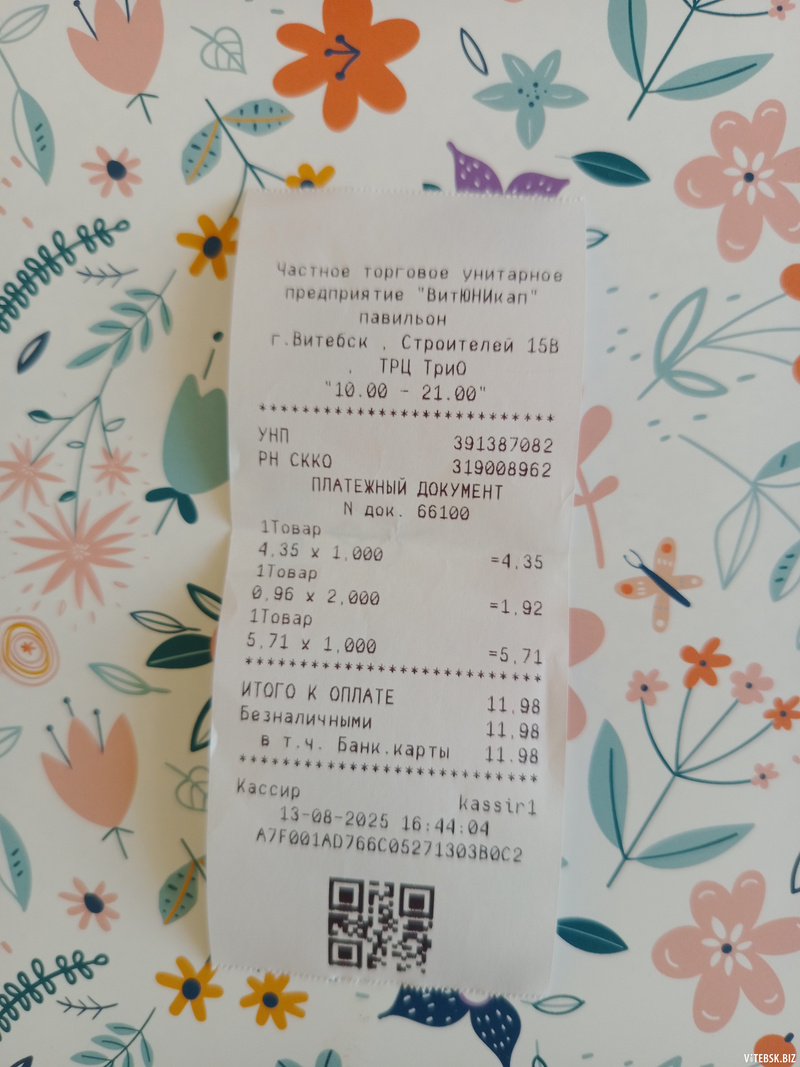 Частное торговое унитарное
предприятие "ВитЮНИкап"
павильон
г.Витебск , Строителей 15В
, ТРЦ ТриО
"10.00 - 21.00"
**************************
УНП 391387082
РН СККО 319008962
ПЛАТЕЖНЫЙ ДОКУМЕНТ
N док. 66100
1Товар
4.35 x 1.000 =4.35
1Товар
0.96 x 2.000 =1.92
1Товар
5.71 x 1.000 =5.71
**************************
ИТОГО К ОПЛАТЕ 11.98
Безналичными 11.98
в т.ч. Банк.карты 11.98
**************************
Кассир kassir1
13-08-2025 16:44:04
A7F001AD766C05271303B0C2
ViTEBSK.BIZ